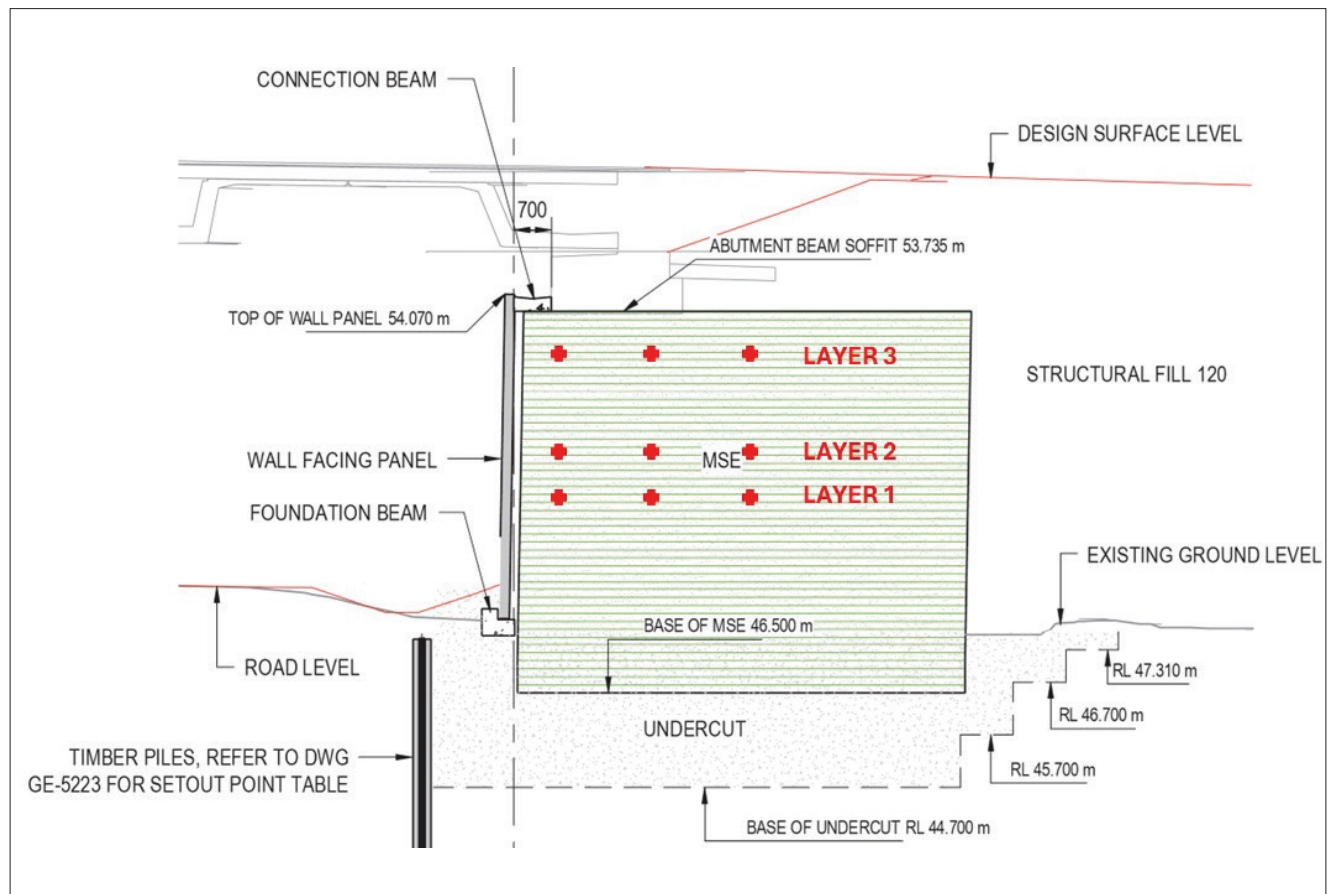 CONNECTION BEAM
DESIGN SURFACE LEVEL
700
ABUTMENT BEAM SOFFIT 53.735 m
TOP OF WALL PANEL 54.070 m
LAYER 3
STRUCTURAL FILL 120
WALL FACING PANEL
MSE
LAYER 2
LAYER 1
FOUNDATION BEAM
EXISTING GROUND LEVEL
BASE OF MSE 46.500 m
ROAD LEVEL
RL 47.310 m
RL 46.700 m
UNDERCUT
RL 45.700 m
TIMBER PILES, REFER TO DWG
GE-5223 FOR SETOUT POINT TABLE
BASE OF UNDERCUT RL 44.700 m